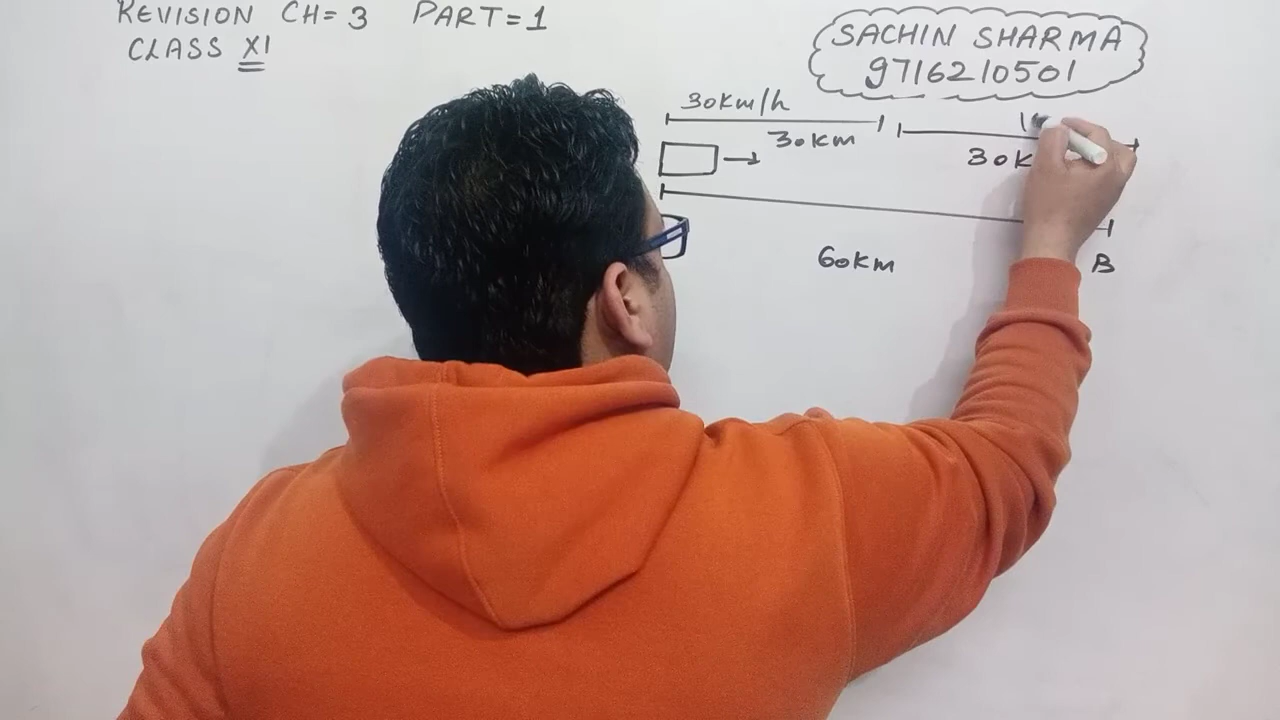 REVISION CH= 3 PART=1
CLASS XI
SACHIN SHARMA
9716210501
30km/h
30km
30k
60km
B